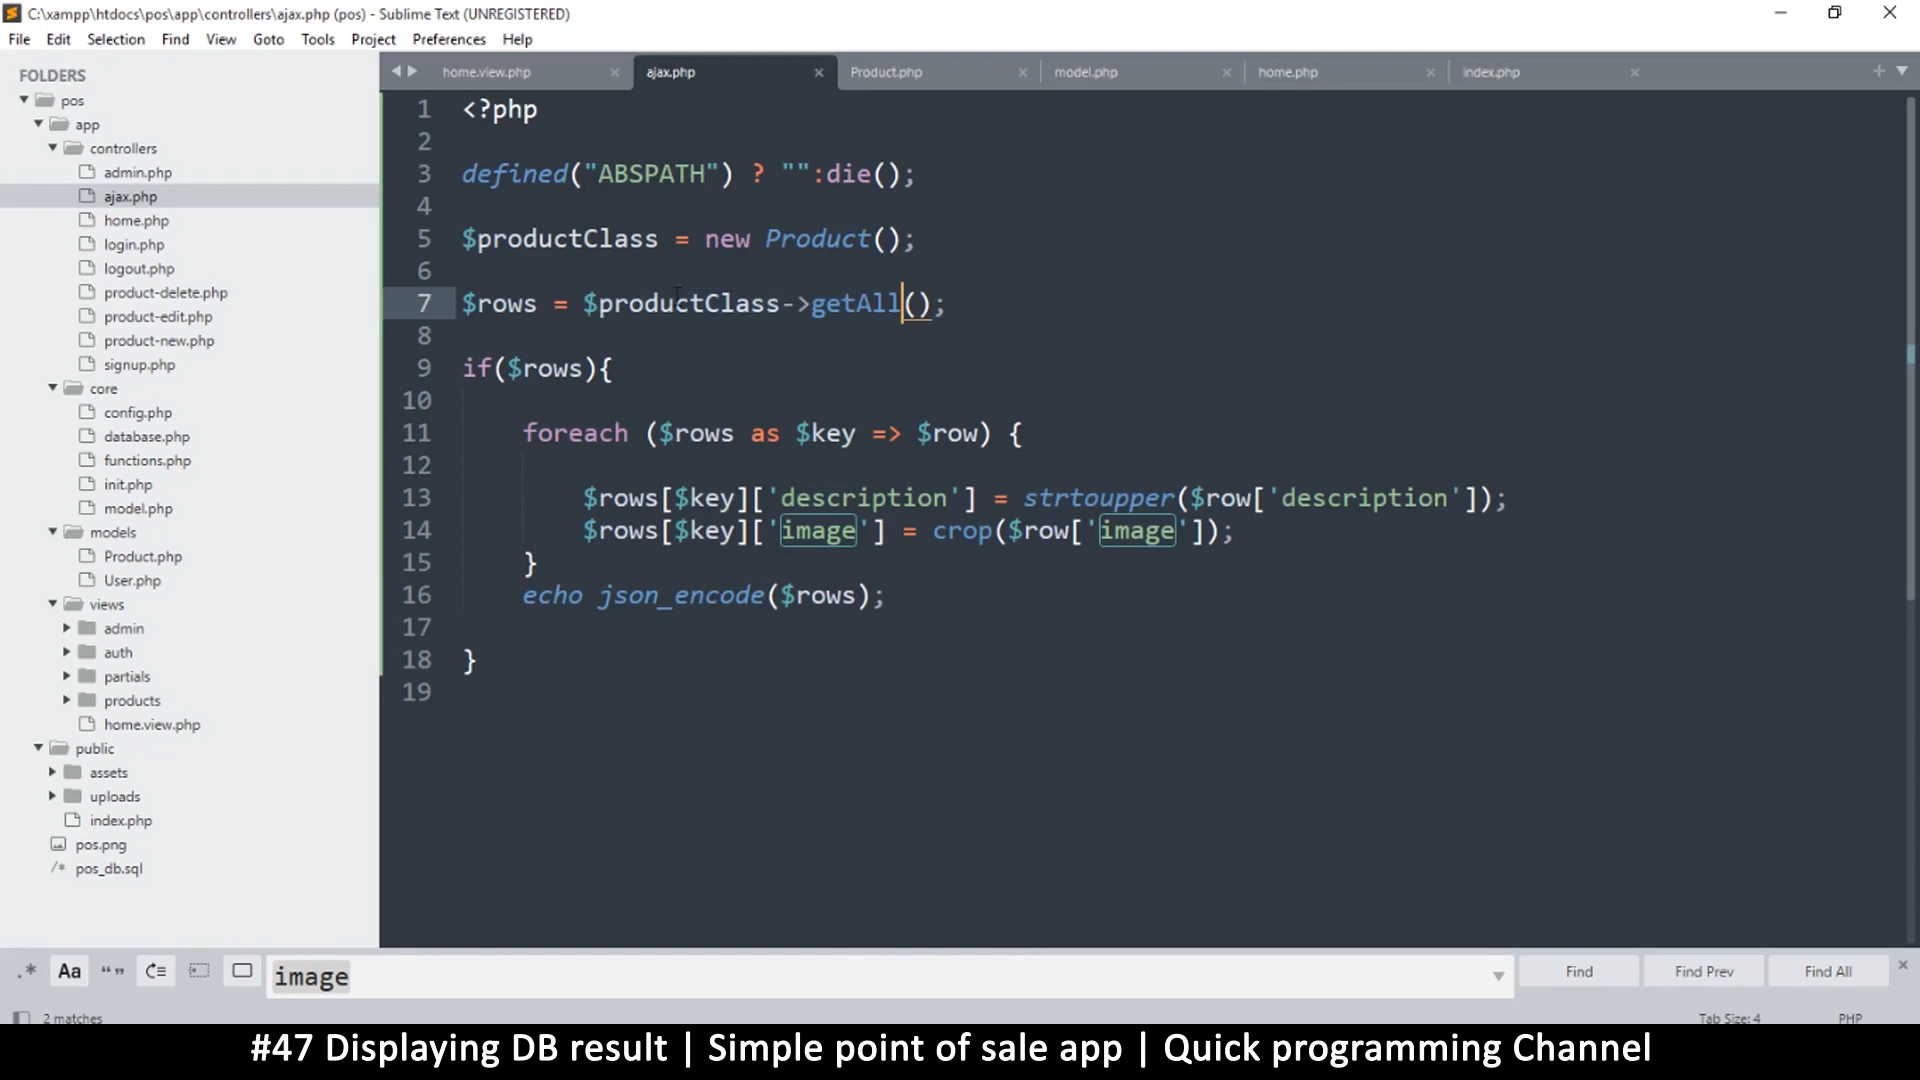 C:\xampp\htdocs\pos\app\controllers\ajax.php (pos) - Sublime Text (UNREGISTERED)
File Edit Selection Find View Goto Tools Project Preferences Help
FOLDERS
pos
app
controllers
admin.php
ajax.php
home.php
login.php
logout.php
product-delete.php
product-edit.php
product-new.php
signup.php
core
config.php
database.php
functions.php
init.php
model.php
models
Product.php
User.php
views
admin
auth
partials
products
home.view.php
public
assets
uploads
index.php
pos.png
/* pos_db.sql
home.view.php ajax.php Product.php model.php home.php index.php
1 <?php
2
3 defined("ABSPATH") ? "":die();
4
5 $productClass = new Product();
6
7 $rows = $productClass->getAll();
8
9 if($rows){
10
11 foreach ($rows as $key => $row) {
12
13 $rows[$key]['description'] = strtoupper($row['description']);
14 $rows[$key]['image'] = crop($row['image']);
15 }
16 echo json_encode($rows);
17
18 }
19
.* Aa “” image Find Find Prev Find All
2 matches Tab Size: 4 PHP
#47 Displaying DB result | Simple point of sale app | Quick programming Channel